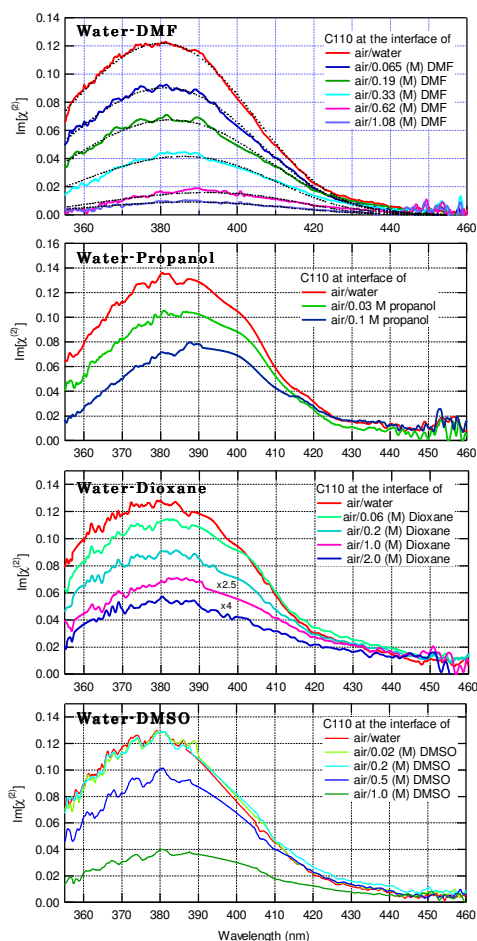 Water-DMF
C110 at the interface of
air/water
air/0.065 (M) DMF
air/0.19 (M) DMF
air/0.33 (M) DMF
air/0.62 (M) DMF
air/1.08 (M) DMF
Im[χ(2)]
0.14
0.12
0.10
0.08
0.06
0.04
0.02
0.00
360 370 380 390 400 410 420 430 440 450 460
Water-Propanol
C110 at interface of
air/water
air/0.03 M propanol
air/0.1 M propanol
Im[χ(2)]
0.16
0.14
0.12
0.10
0.08
0.06
0.04
0.02
0.00
360 370 380 390 400 410 420 430 440 450 460
Water-Dioxane
C110 at the interface of
air/water
air/0.06 (M) Dioxane
air/0.2 (M) Dioxane
air/1.0 (M) Dioxane
air/2.0 (M) Dioxane
x2.5
x4
Im[χ(2)]
0.14
0.12
0.10
0.08
0.06
0.04
0.02
0.00
360 370 380 390 400 410 420 430 440 450 460
Water-DMSO
C110 at the interface of
air/water
air/0.02 (M) DMSO
air/0.2 (M) DMSO
air/0.5 (M) DMSO
air/1.0 (M) DMSO
Im[χ(2)]
0.14
0.12
0.10
0.08
0.06
0.04
0.02
0.00
360 370 380 390 400 410 420 430 440 450 460
Wavelength (nm)